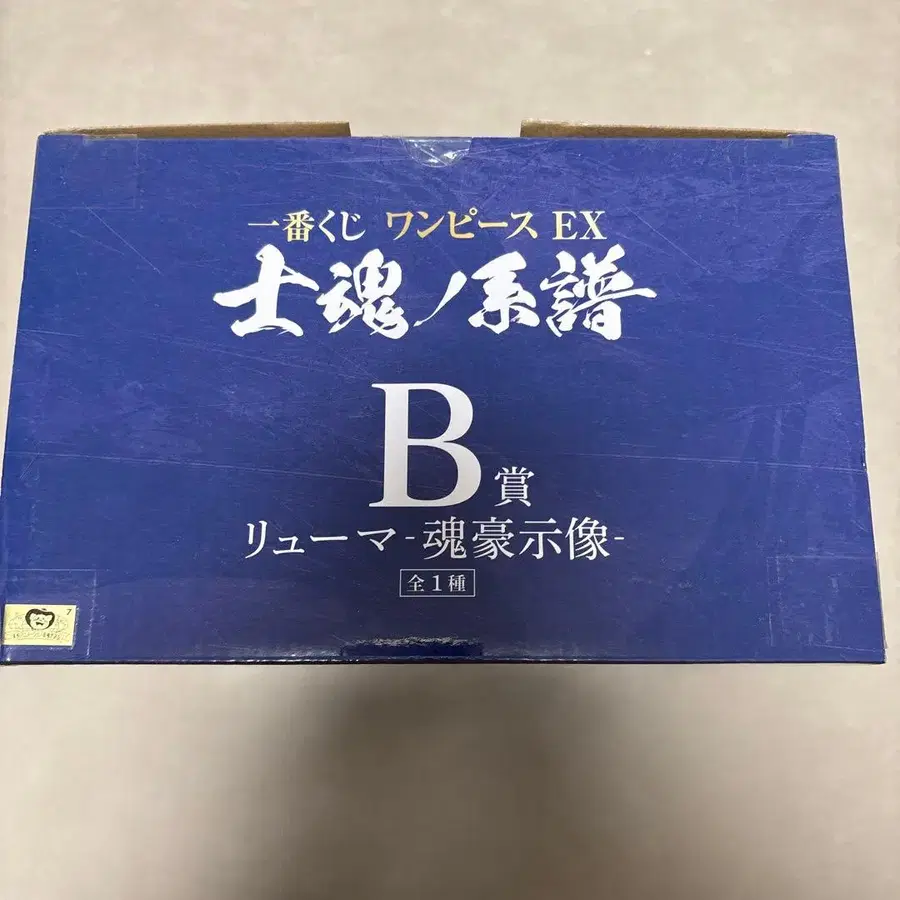 一番くじ ワンピース EX
士魂ノ系譜
B賞
リューマ-魂豪示像-
全1種
7